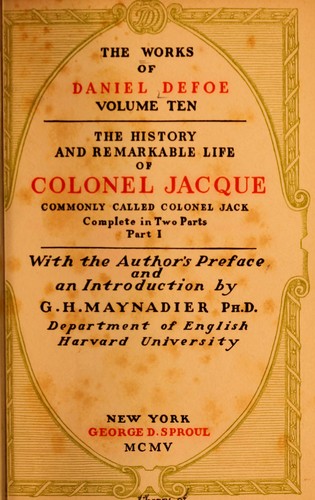 THE WORKS
OF
DANIEL DEFOE
VOLUME TEN
THE HISTORY
AND REMARKABLE LIFE
OF
COLONEL JACQUE
COMMONLY CALLED COLONEL JACK
Complete in Two Parts
Part I
With the Author's Preface
and
an Introduction by
G. H. MAYNADIER PH.D.
Department of English
Harvard University
NEW YORK
GEORGE D. SPROUL
MCMV